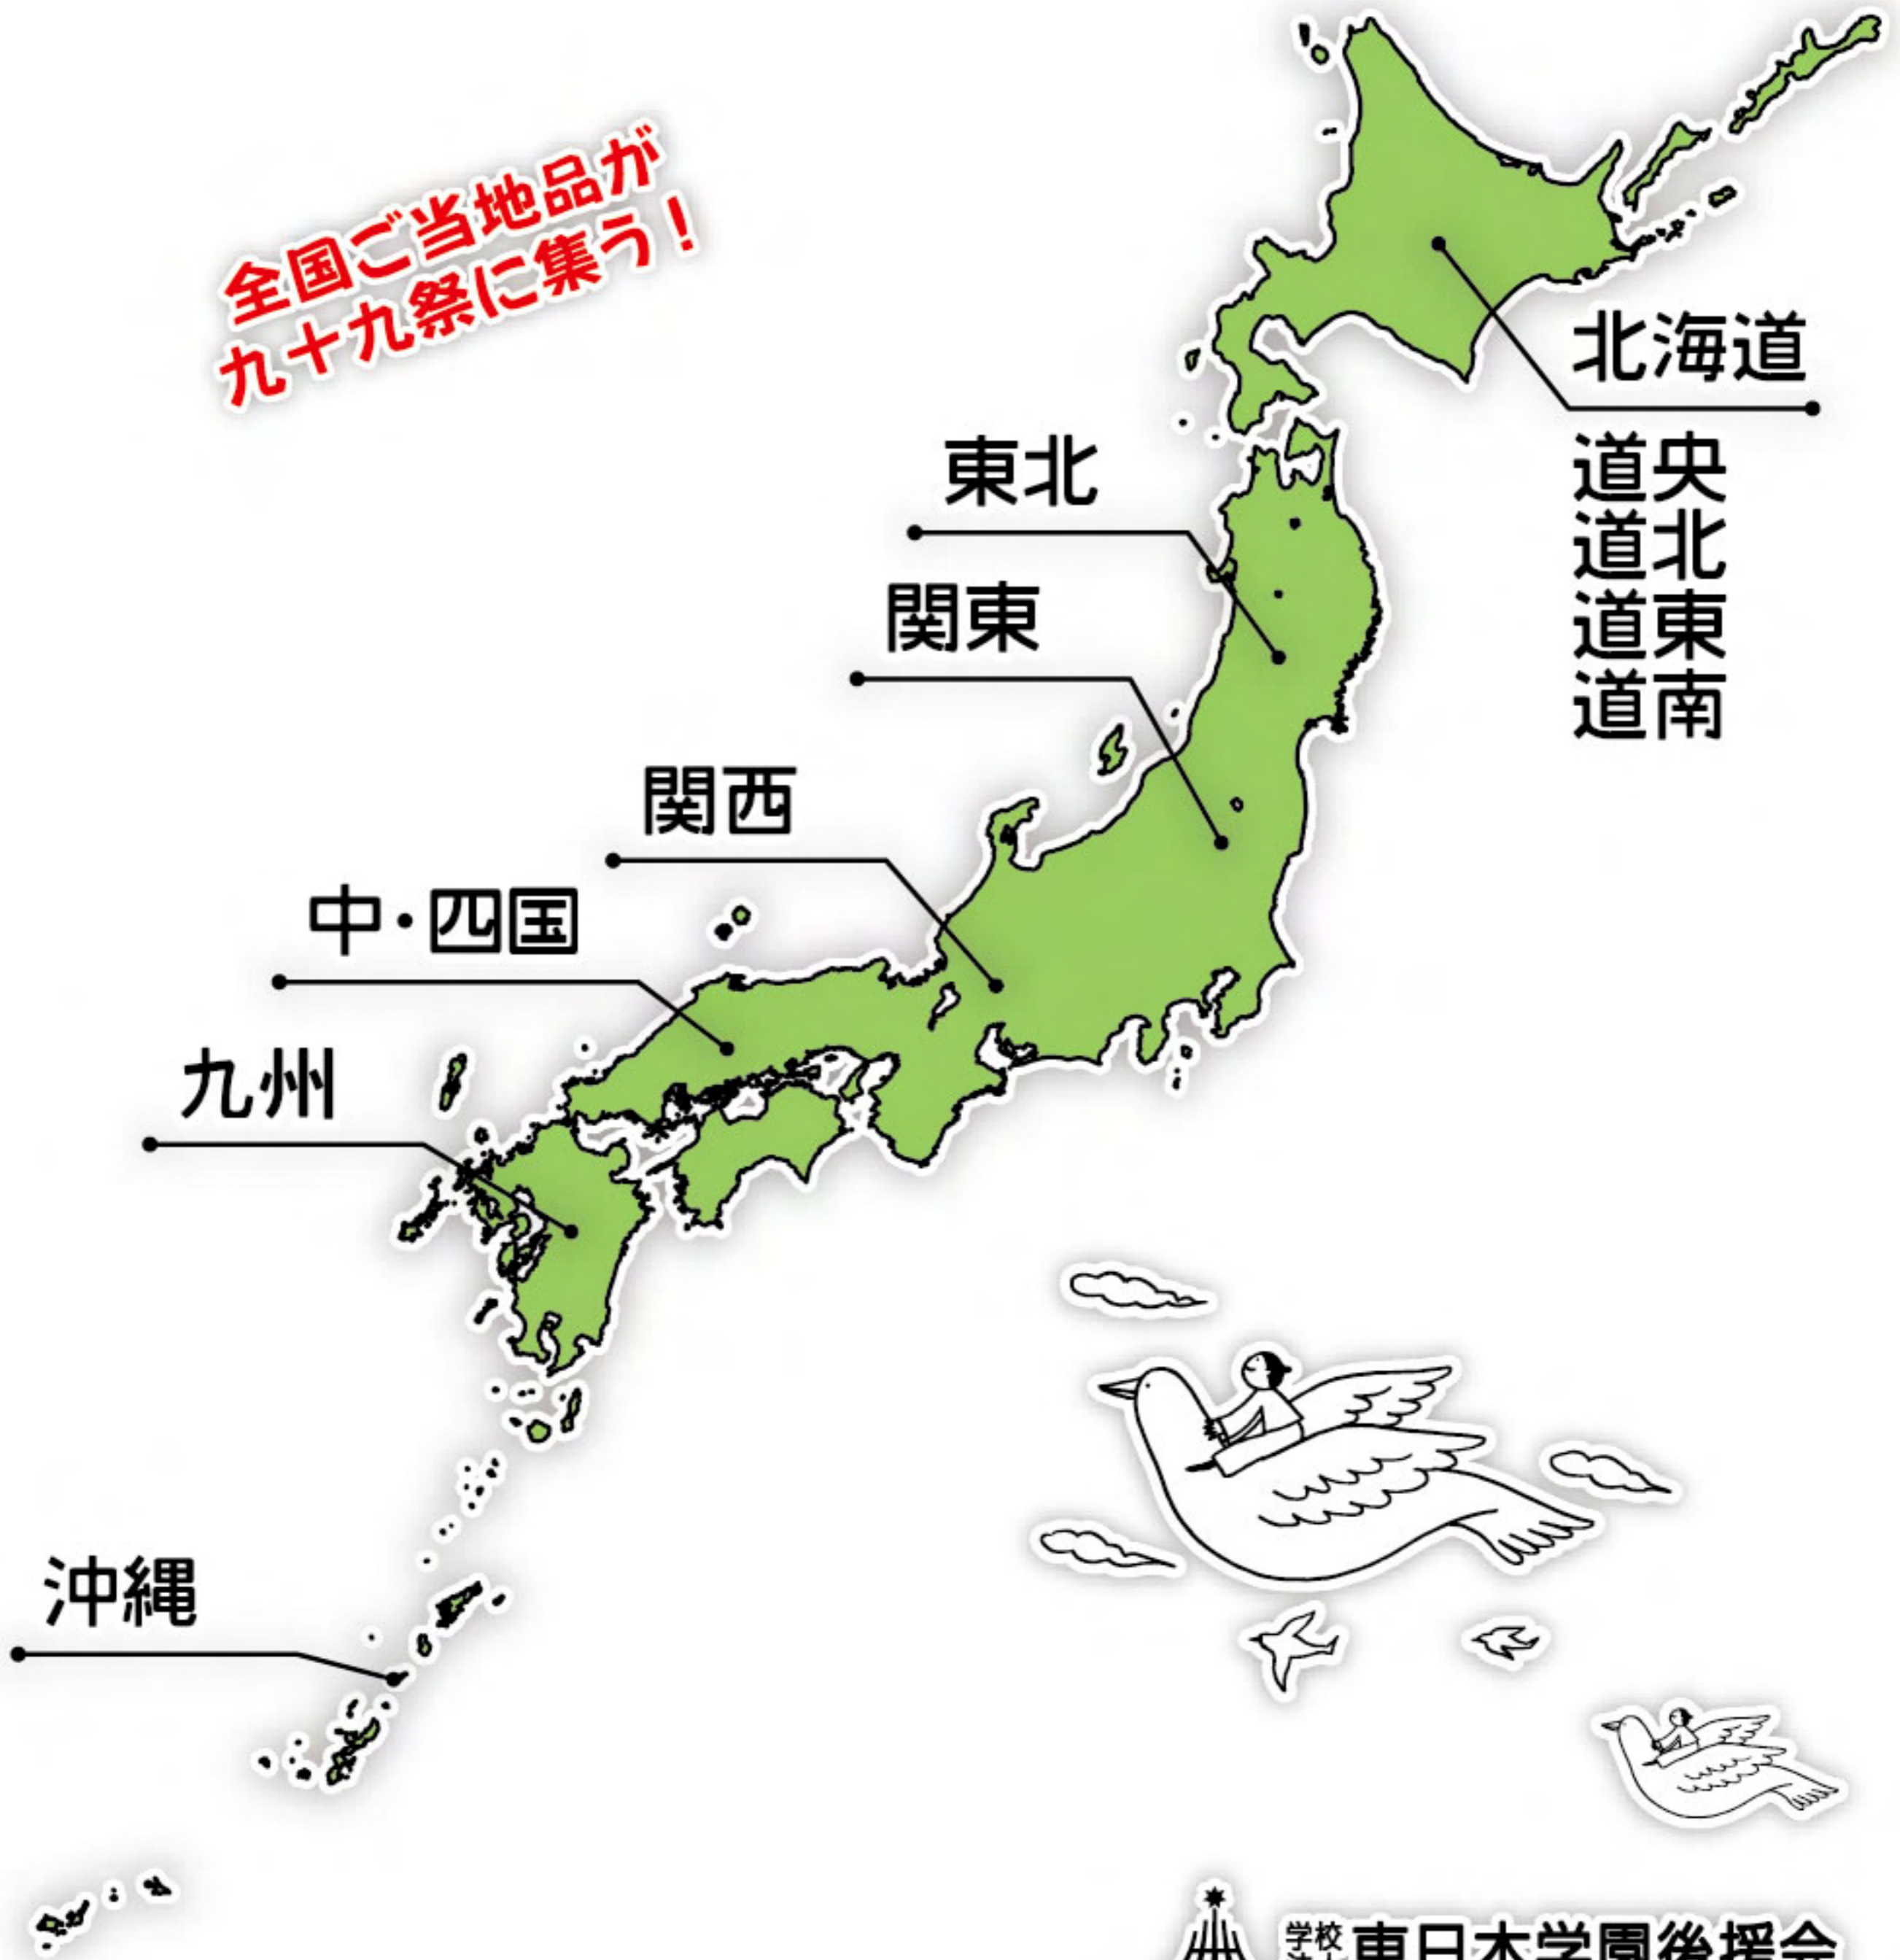 全国ご当地品が
九十九祭に集う!
北海道
道央
道北
道東
道南
東北
関東
関西
中・四国
九州
沖縄
学校
東日本学園後援会